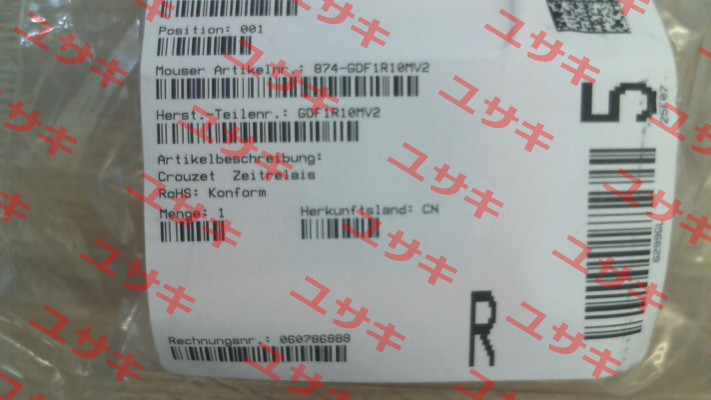 Position: 001
Mouser Artikelnr.: 874-GDF1R10MV2
Herst.-Teilenr.: GDF1R10MV2
Artikelbeschreibung:
Crouzet Zeitrelais
RoHS: Konform
Menge: 1
Herkunftsland: CN
Rechnungsnr.: 060786888
R
5
ユサキ